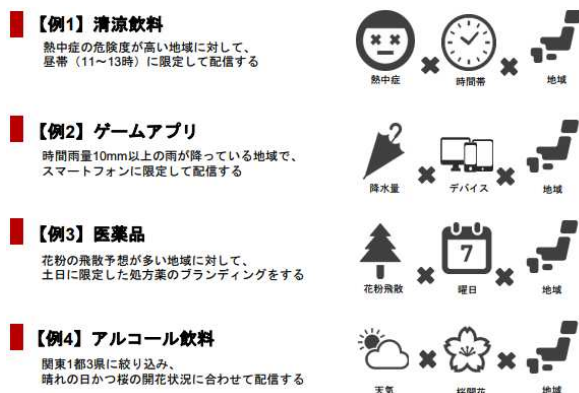 【例1】清涼飲料
熱中症の危険度が高い地域に対して、
昼帯（11～13時）に限定して配信する
熱中症
時間帯
地域
【例2】ゲームアプリ
時間雨量10mm以上の雨が降っている地域で、
スマートフォンに限定して配信する
降水量
デバイス
地域
【例3】医薬品
花粉の飛散予想が多い地域に対して、
土日に限定した処方薬のブランディングをする
7
花粉飛散
曜日
地域
【例4】アルコール飲料
関東1都3県に絞り込み、
晴れの日かつ桜の開花状況に合わせて配信する
天気
桜開花
地域